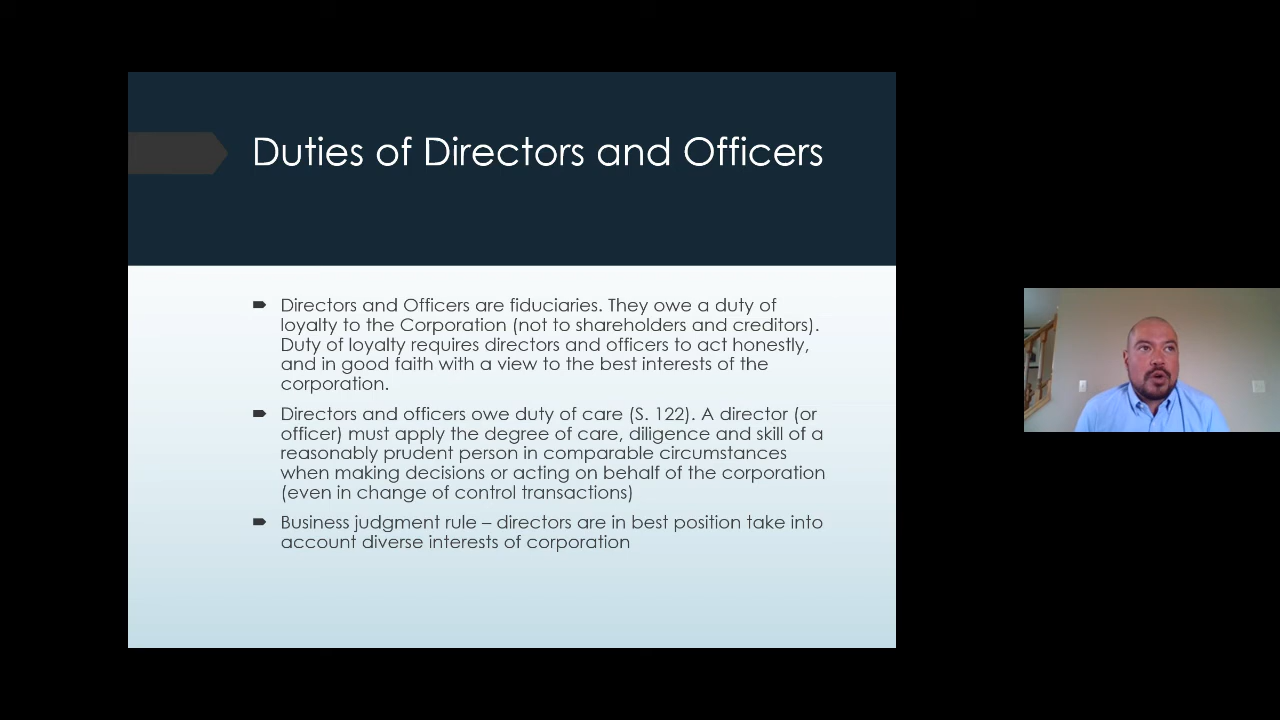 Duties of Directors and Officers
Directors and Officers are fiduciaries. They owe a duty of
loyalty to the Corporation (not to shareholders and creditors).
Duty of loyalty requires directors and officers to act honestly,
and in good faith with a view to the best interests of the
corporation.
Directors and officers owe duty of care (S. 122). A director (or
officer) must apply the degree of care, diligence and skill of a
reasonably prudent person in comparable circumstances
when making decisions or acting on behalf of the corporation
(even in change of control transactions)
Business judgment rule – directors are in best position take into
account diverse interests of corporation